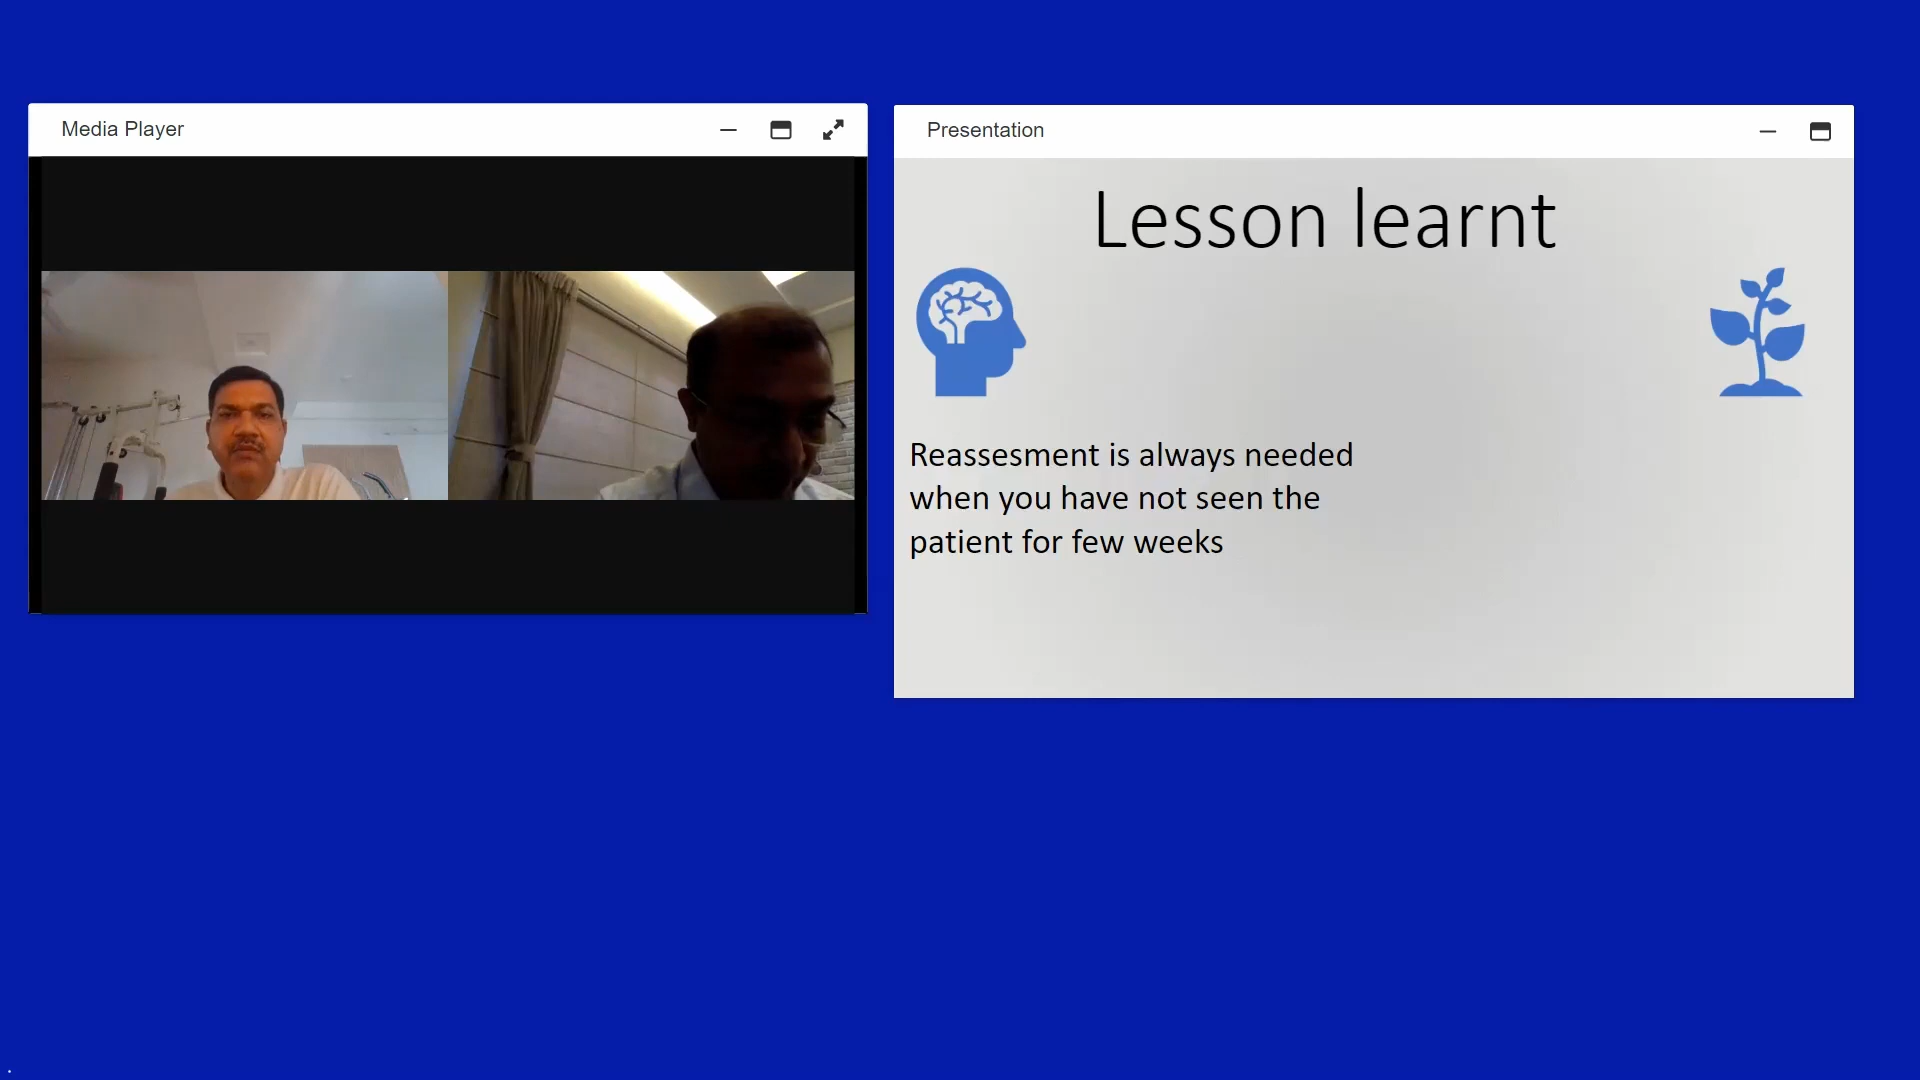 Media Player
Presentation
Lesson learnt
Reassesment is always needed
when you have not seen the
patient for few weeks